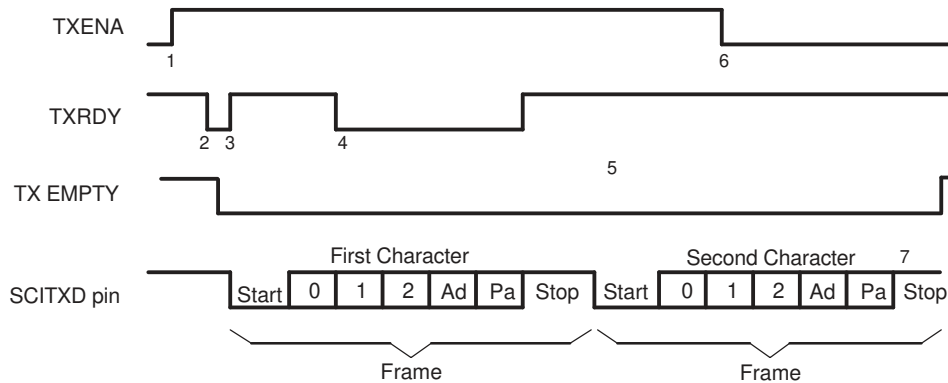 TXENA
1
6
TXRDY
2
3
4
5
TX EMPTY
First Character
Second Character
7
SCITXD pin
Start 0 1 2 Ad Pa Stop Start 0 1 2 Ad Pa Stop
Frame
Frame